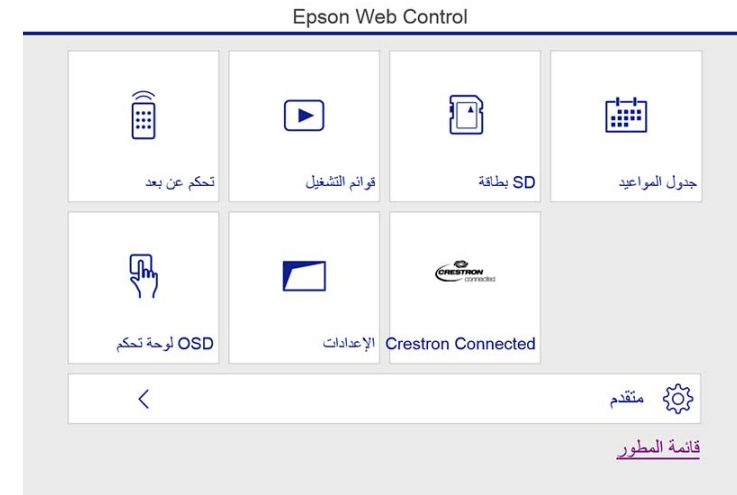 Epson Web Control
جدول المواعيد
SD بطاقة
قوائم التشغيل
تحكم عن بعد
CRESTRON
connected
Crestron Connected
الإعدادات
OSD لوحة تحكم
متقدم
قائمة المطور